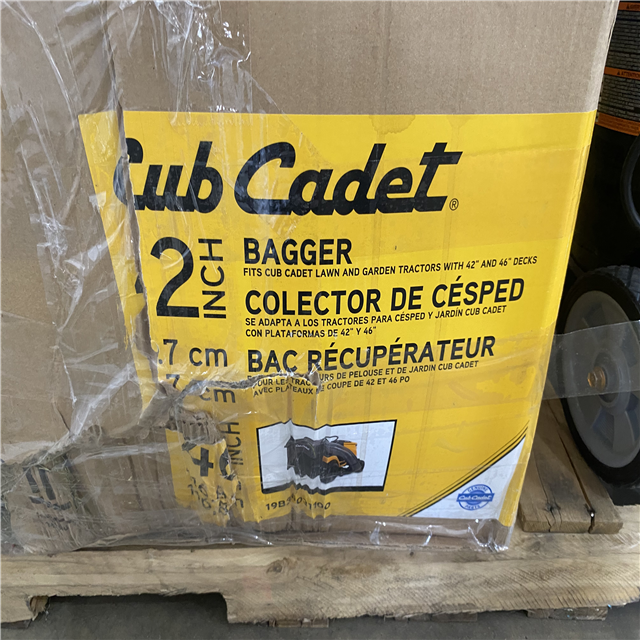 Cub Cadet®
2 INCH
BAGGER
FITS CUB CADET LAWN AND GARDEN TRACTORS WITH 42" AND 46" DECKS
COLECTOR DE CÉSPED
SE ADAPTA A LOS TRACTORES PARA CÉSPED Y JARDÍN CUB CADET
CON PLATAFORMAS DE 42" Y 46"
.7 cm
BAC RÉCUPÉRATEUR
DE PELOUSE ET DE JARDIN CUB CADET
AVEC COUPE DE 42 ET 46 PO
INCH
Cub Cadet